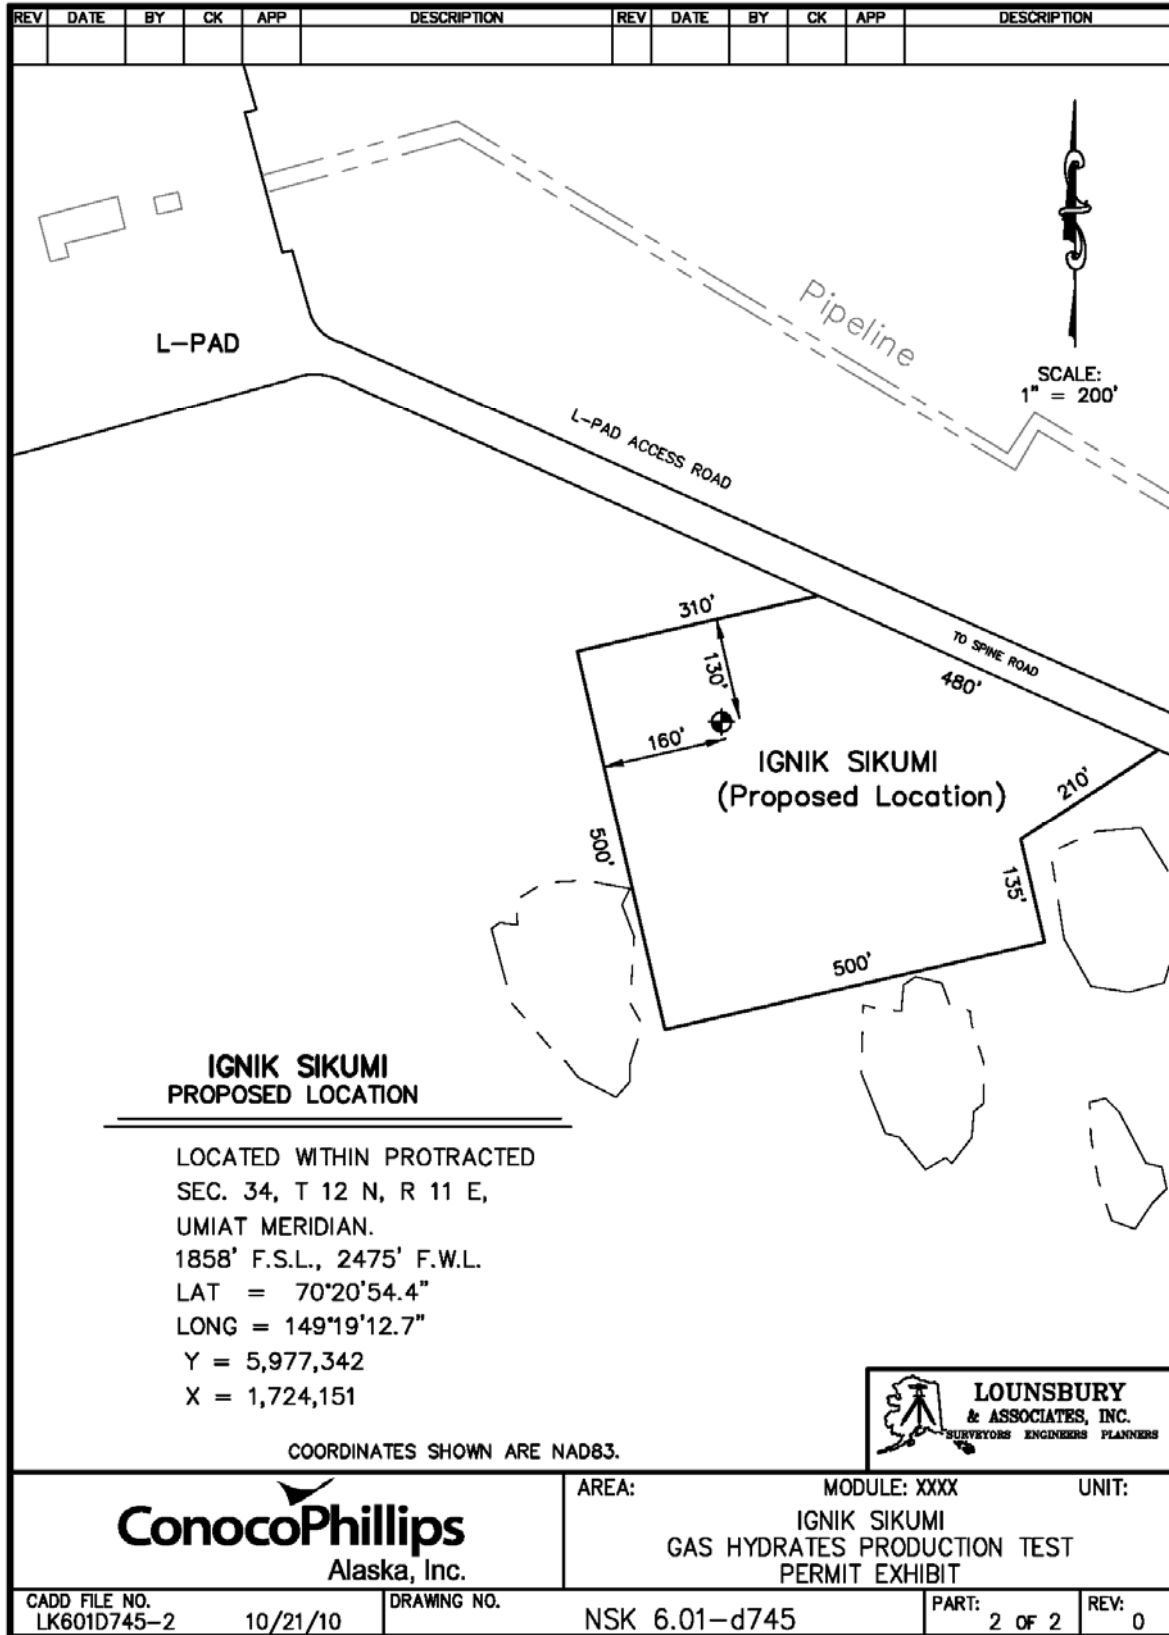 REV DATE BY CK APP DESCRIPTION REV DATE BY CK APP DESCRIPTION
Pipeline
SCALE:
1" = 200'
L-PAD
L-PAD ACCESS ROAD
310'
TO SPINE ROAD
130'
480'
160'
IGNIK SIKUMI
(Proposed Location)
210'
500'
135'
500'
IGNIK SIKUMI
PROPOSED LOCATION
LOCATED WITHIN PROTRACTED
SEC. 34, T 12 N, R 11 E,
UMIAT MERIDIAN.
1858' F.S.L., 2475' F.W.L.
LAT = 70°20'54.4"
LONG = 149°19'12.7"
Y = 5,977,342
X = 1,724,151
COORDINATES SHOWN ARE NAD83.
LOUNSBURY
& ASSOCIATES, INC.
SURVEYORS ENGINEERS PLANNERS
ConocoPhillips
Alaska, Inc.
AREA: MODULE: XXXX UNIT:
IGNIK SIKUMI
GAS HYDRATES PRODUCTION TEST
PERMIT EXHIBIT
CADD FILE NO.
LK601D745-2 10/21/10
DRAWING NO.
NSK 6.01-d745
PART:
2 OF 2
REV:
0